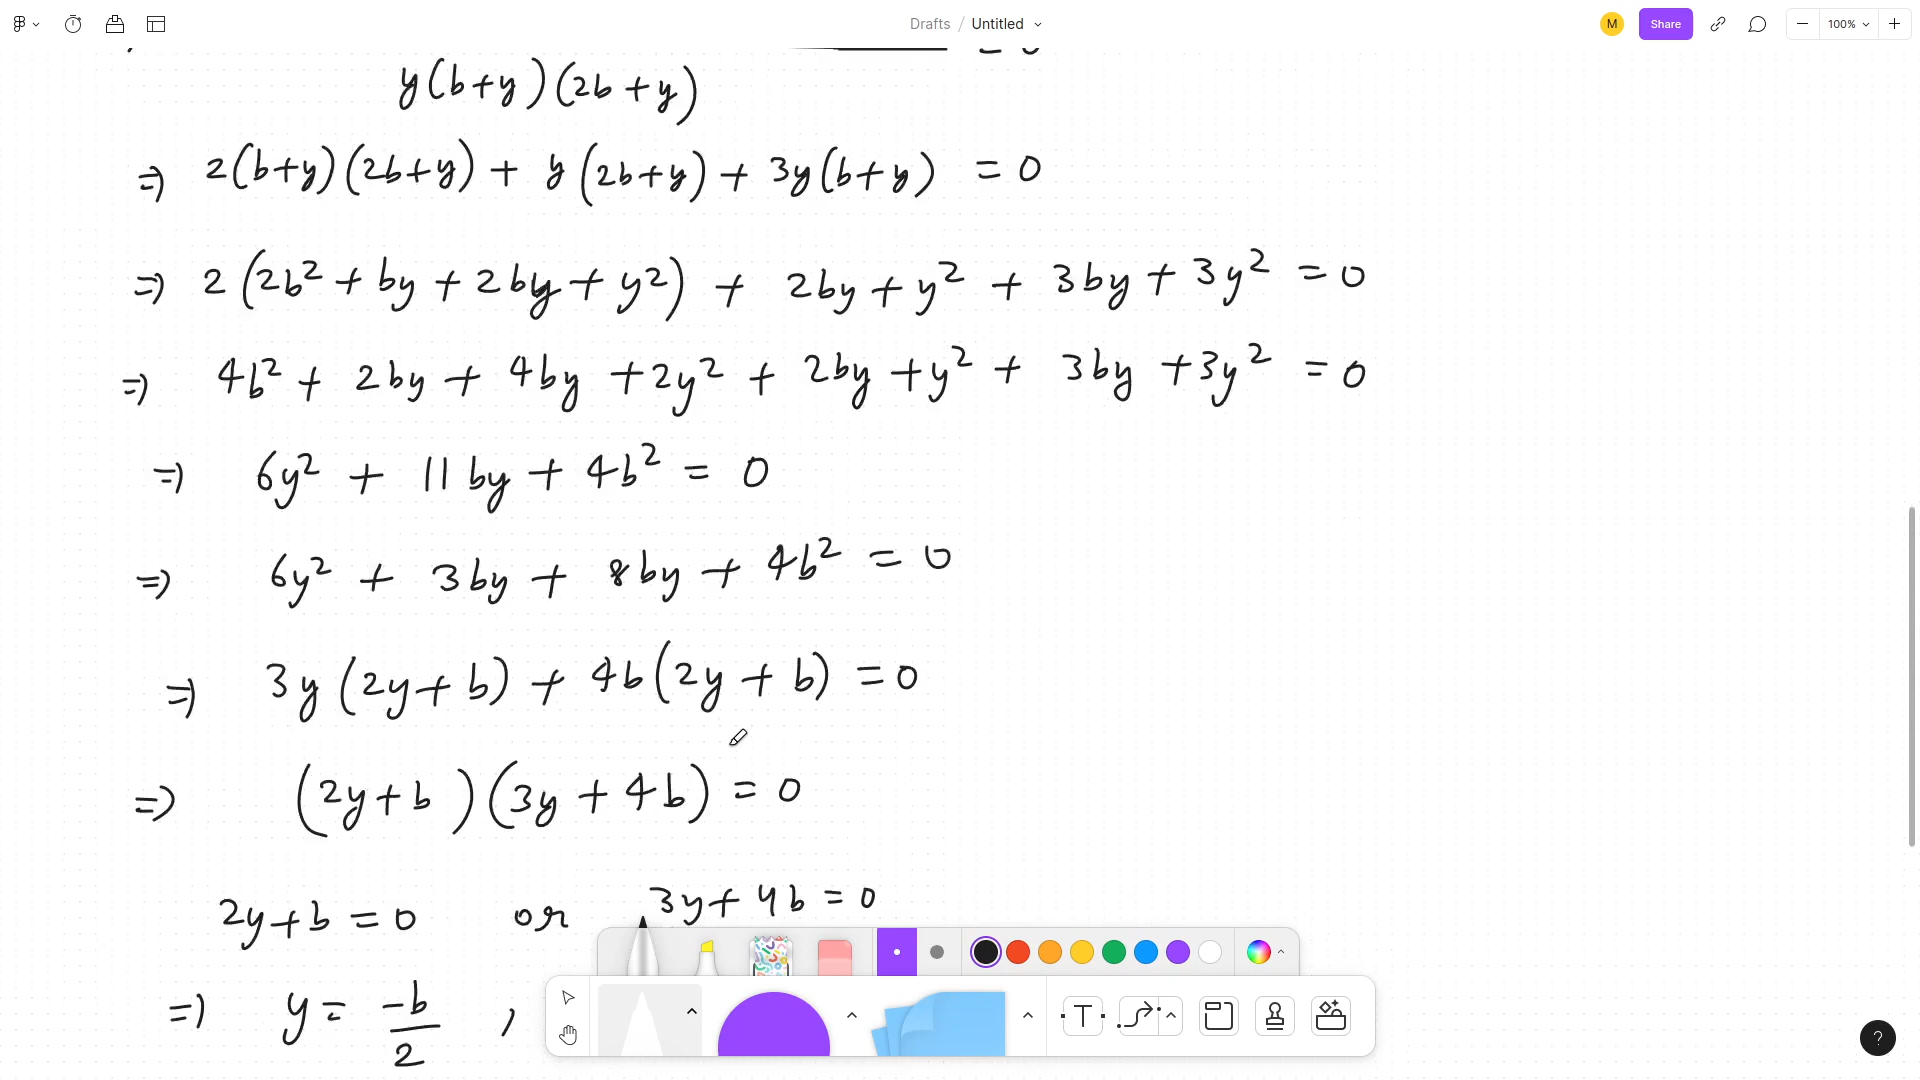 Drafts / Untitled
M
Share
100%
= 0
y(b+y)(2b+y)
=) 2(b+y)(2b+y) + y(2b+y) + 3y(b+y) = 0
=) 2(2b² + by + 2by + y²) + 2by + y² + 3by + 3y² = 0
=) 4b² + 2by + 4by + 2y² + 2by + y² + 3by + 3y² = 0
=) 6y² + 11by + 4b² = 0
=) 6y² + 3by + 8by + 4b² = 0
=) 3y(2y+b) + 4b(2y+b) = 0
=) (2y+b)(3y+4b) = 0
2y+b = 0 or 3y+4b = 0
=) y = -b/2 ,
T
?